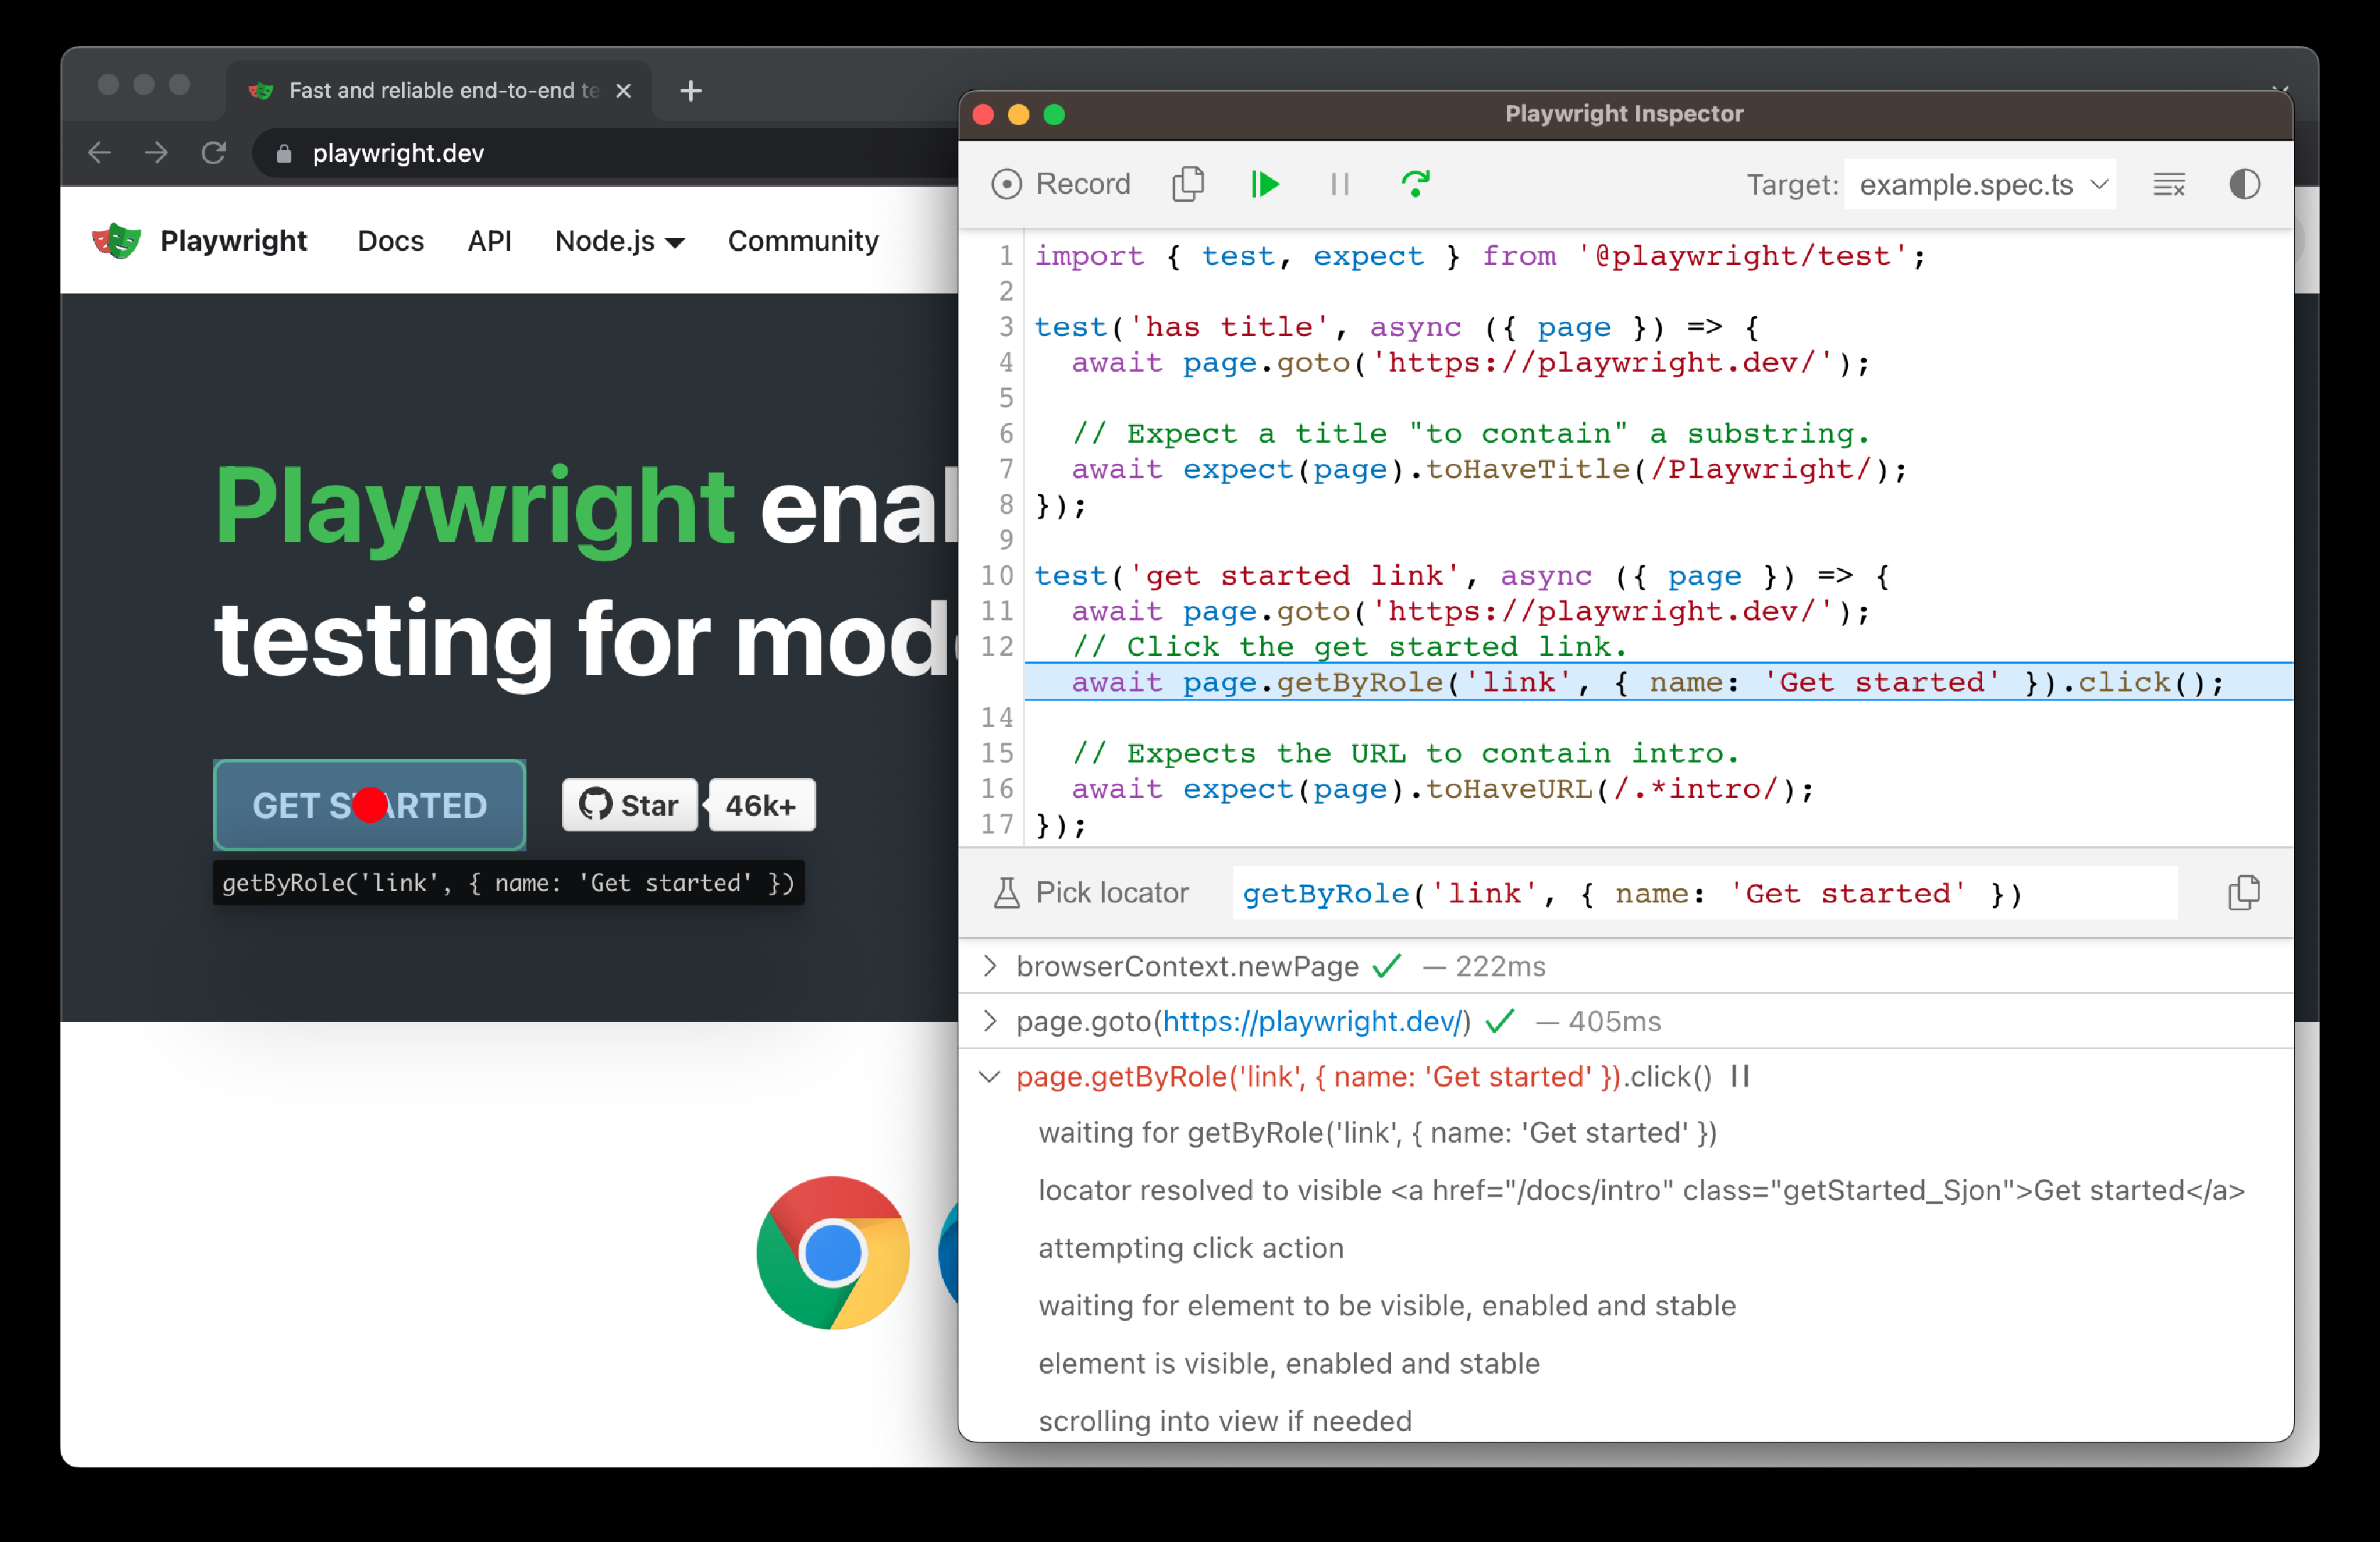 Fast and reliable end-to-end te
playwright.dev
Playwright Docs API Node.js Community
Playwright enal
testing for mod
GET STARTED Star 46k+
getByRole('link', { name: 'Get started' })
Playwright Inspector
Record Target: example.spec.ts
1 import { test, expect } from '@playwright/test';
2
3 test('has title', async ({ page }) => {
4 await page.goto('https://playwright.dev/');
5
6 // Expect a title "to contain" a substring.
7 await expect(page).toHaveTitle(/Playwright/);
8 });
9
10 test('get started link', async ({ page }) => {
11 await page.goto('https://playwright.dev/');
12 // Click the get started link.
await page.getByRole('link', { name: 'Get started' }).click();
14
15 // Expects the URL to contain intro.
16 await expect(page).toHaveURL(/.*intro/);
17 });
Pick locator getByRole('link', { name: 'Get started' })
browserContext.newPage ✓ — 222ms
page.goto(https://playwright.dev/) ✓ — 405ms
page.getByRole('link', { name: 'Get started' }).click()
waiting for getByRole('link', { name: 'Get started' })
locator resolved to visible <a href="/docs/intro" class="getStarted_Sjon">Get started</a>
attempting click action
waiting for element to be visible, enabled and stable
element is visible, enabled and stable
scrolling into view if needed